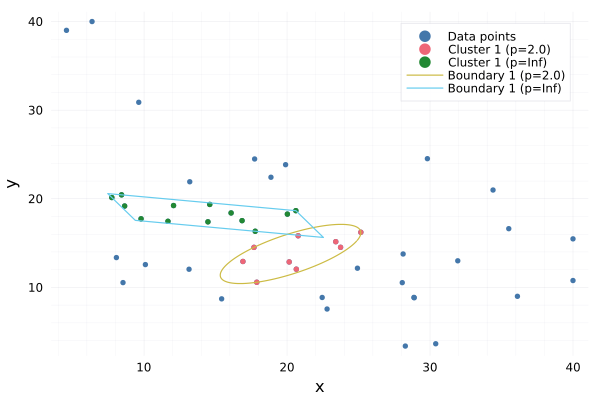 40
30
20
10
y
10
20
30
40
x
Data points
Cluster 1 (p=2.0)
Cluster 1 (p=Inf)
Boundary 1 (p=2.0)
Boundary 1 (p=Inf)